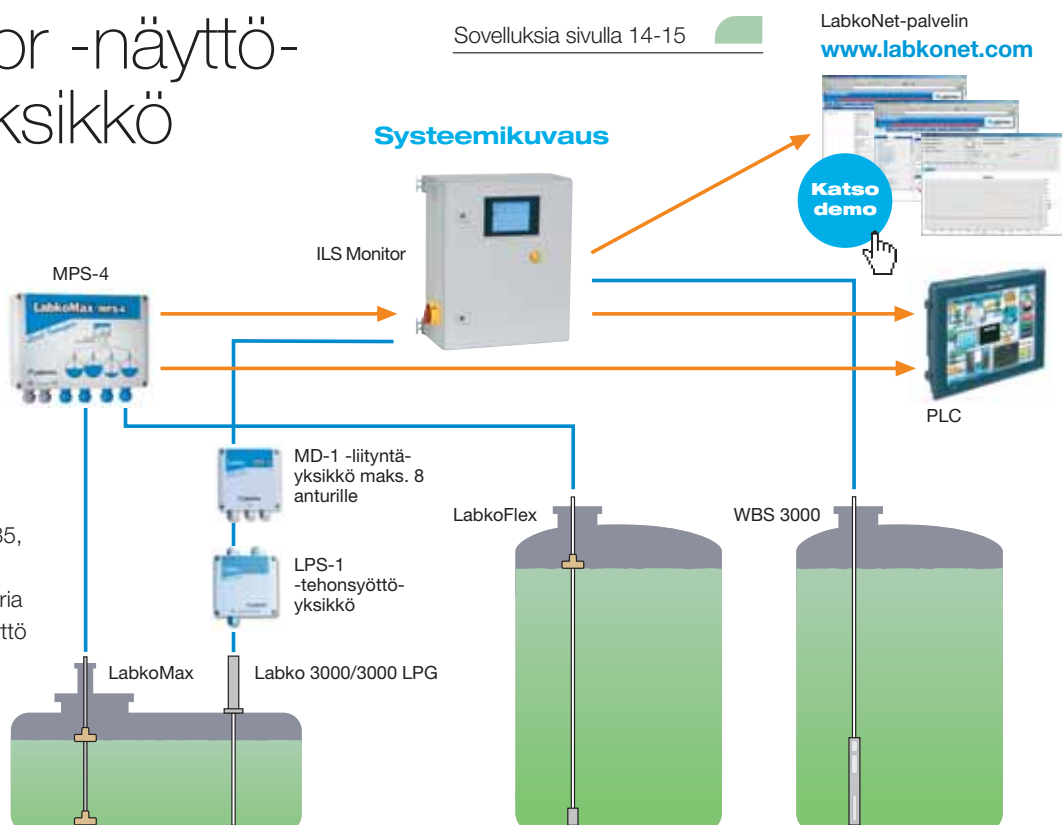 or -näyttö-
ksikkö
Sovelluksia sivulla 14-15
LabkoNet-palvelin
www.labkonet.com
Systeemikuvaus
Katso
demo
ILS Monitor
MPS-4
LabkoMax MPS-4
PLC
MD-1 -liityntä-
yksikkö maks. 8
anturille
LabkoFlex
WBS 3000
35,
LPS-1
-tehonsyöttö-
yksikkö
ria
ttö
LabkoMax
Labko 3000/3000 LPG